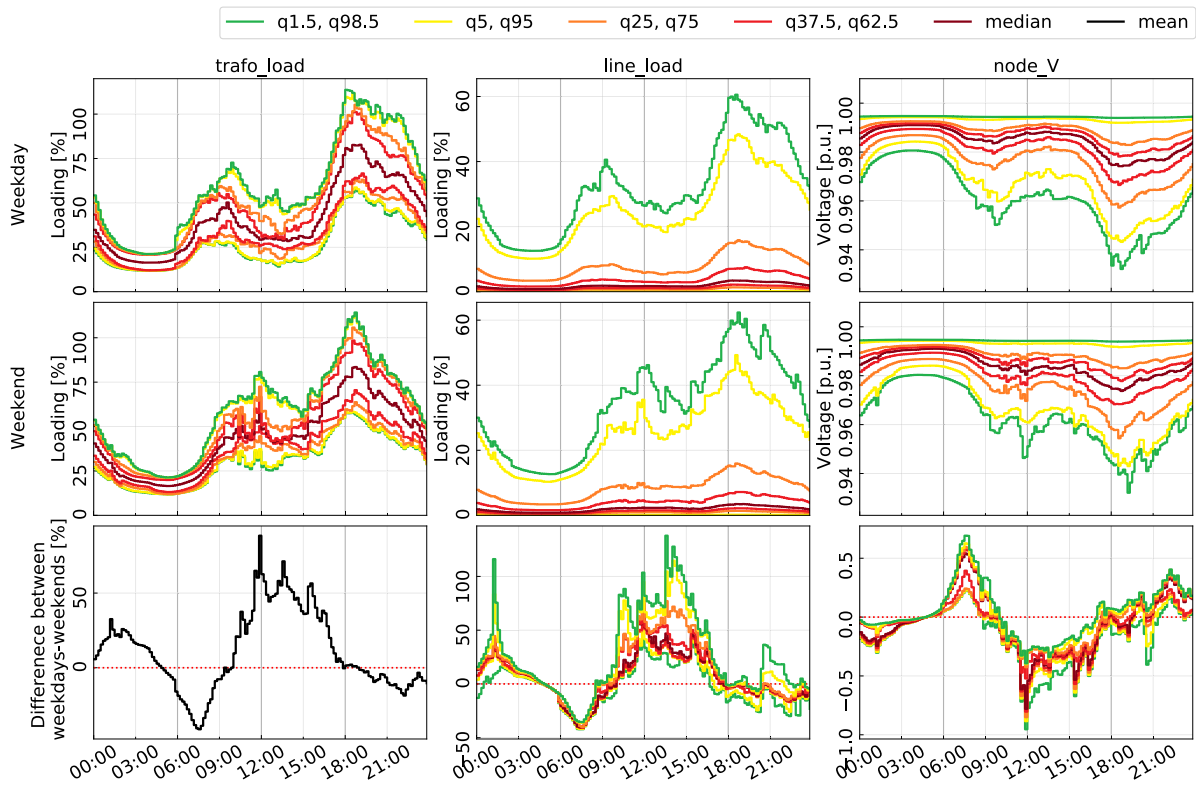 q1.5, q98.5 q5, q95 q25, q75 q37.5, q62.5 median mean
trafo_load line_load node_V
Weekday
Loading [%]
100
75
50
25
0
Loading [%]
60
40
20
0
Voltage [p.u.]
1.00
0.98
0.96
0.94
Weekend
Loading [%]
100
75
50
25
0
Loading [%]
60
40
20
0
Voltage [p.u.]
1.00
0.98
0.96
0.94
Differenece between
weekdays-weekends [%]
50
0
100
50
0
−50
0.5
0.0
−0.5
−1.0
00:00 03:00 06:00 09:00 12:00 15:00 18:00 21:00
00:00 03:00 06:00 09:00 12:00 15:00 18:00 21:00
00:00 03:00 06:00 09:00 12:00 15:00 18:00 21:00